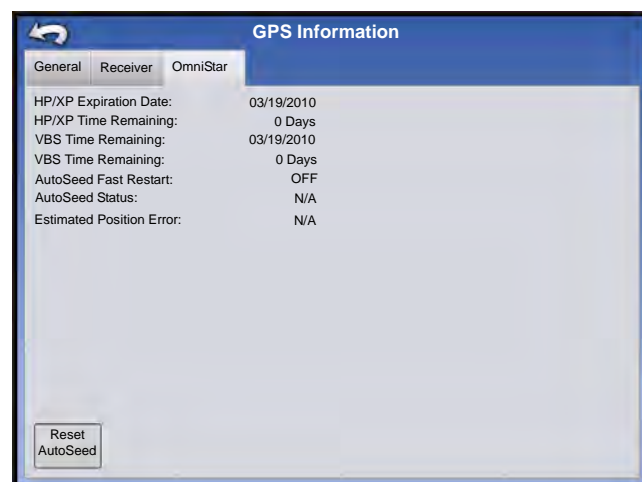 GPS Information
General Receiver OmniStar
HP/XP Expiration Date: 03/19/2010
HP/XP Time Remaining: 0 Days
VBS Time Remaining: 03/19/2010
VBS Time Remaining: 0 Days
AutoSeed Fast Restart: OFF
AutoSeed Status: N/A
Estimated Position Error: N/A
Reset
AutoSeed